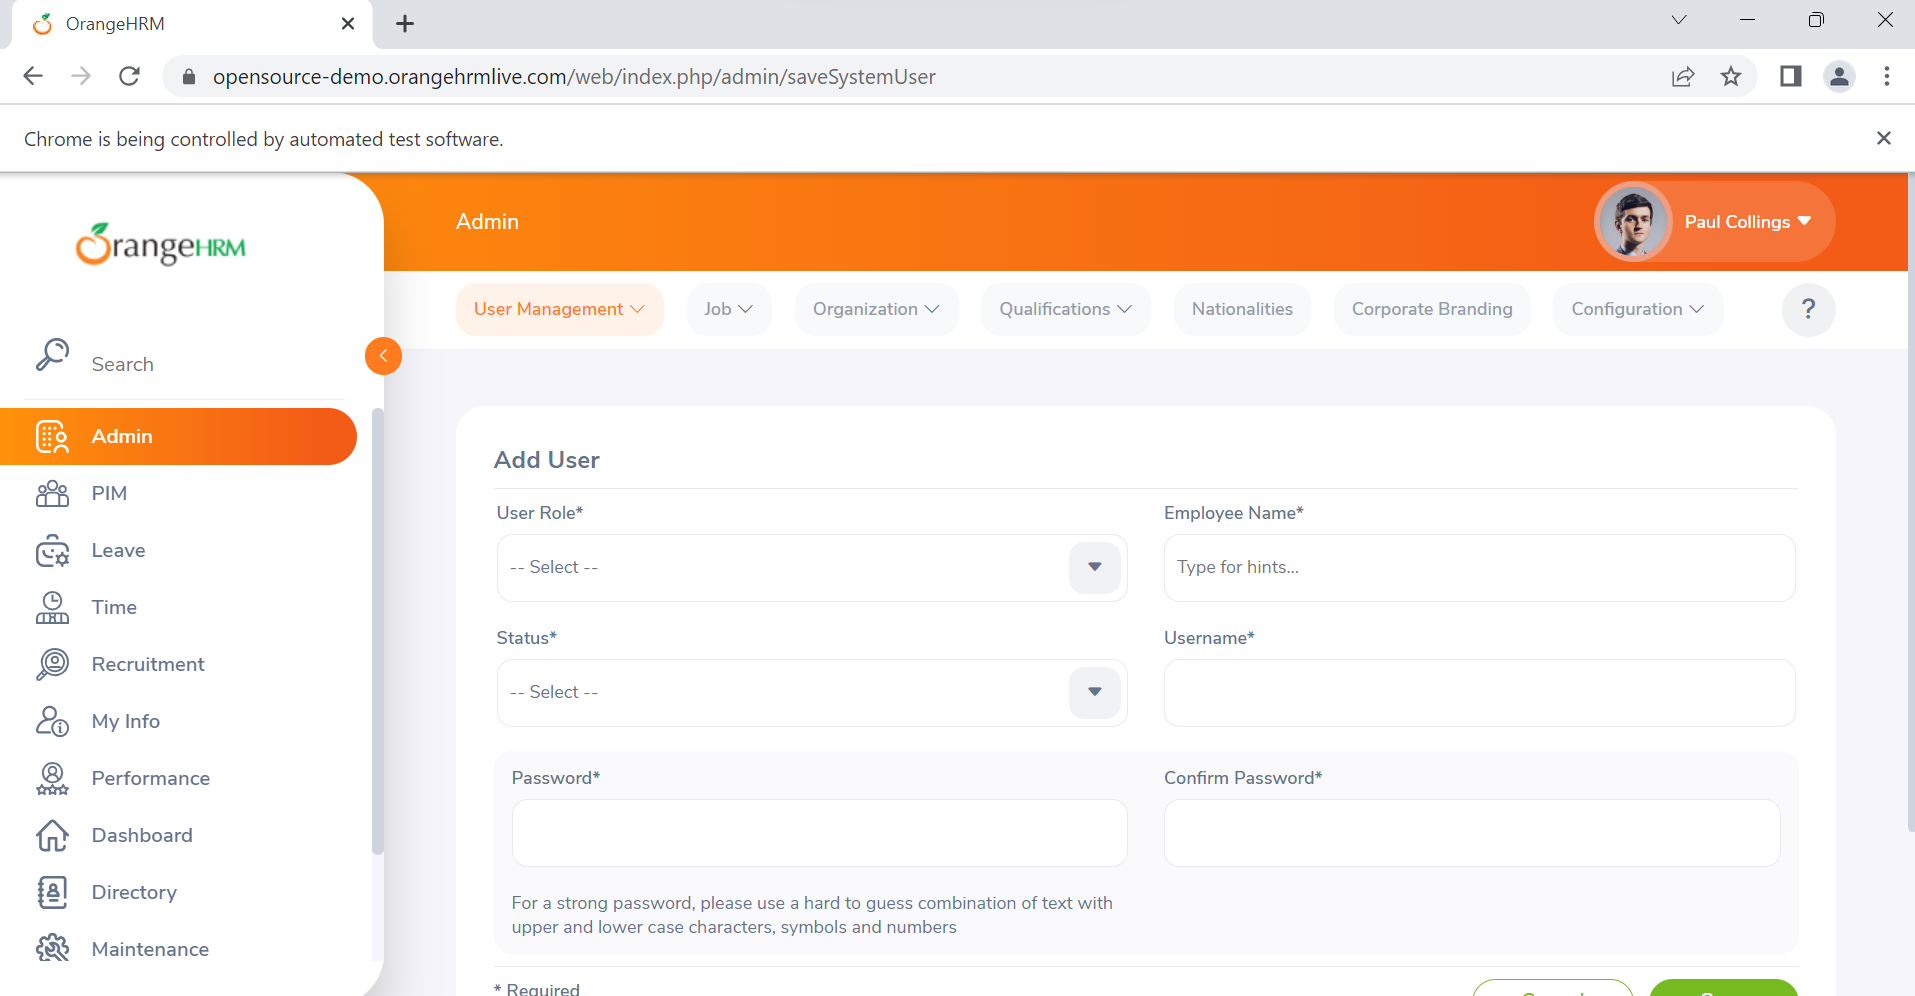 OrangeHRM
opensource-demo.orangehrmlive.com/web/index.php/admin/saveSystemUser
Chrome is being controlled by automated test software.
OrangeHRM
Admin
Paul Collings
User Management
Job
Organization
Qualifications
Nationalities
Corporate Branding
Configuration
?
Search
Admin
PIM
Leave
Time
Recruitment
My Info
Performance
Dashboard
Directory
Maintenance
Add User
User Role*
Employee Name*
-- Select --
Type for hints...
Status*
Username*
-- Select --
Password*
Confirm Password*
For a strong password, please use a hard to guess combination of text with
upper and lower case characters, symbols and numbers
* Required